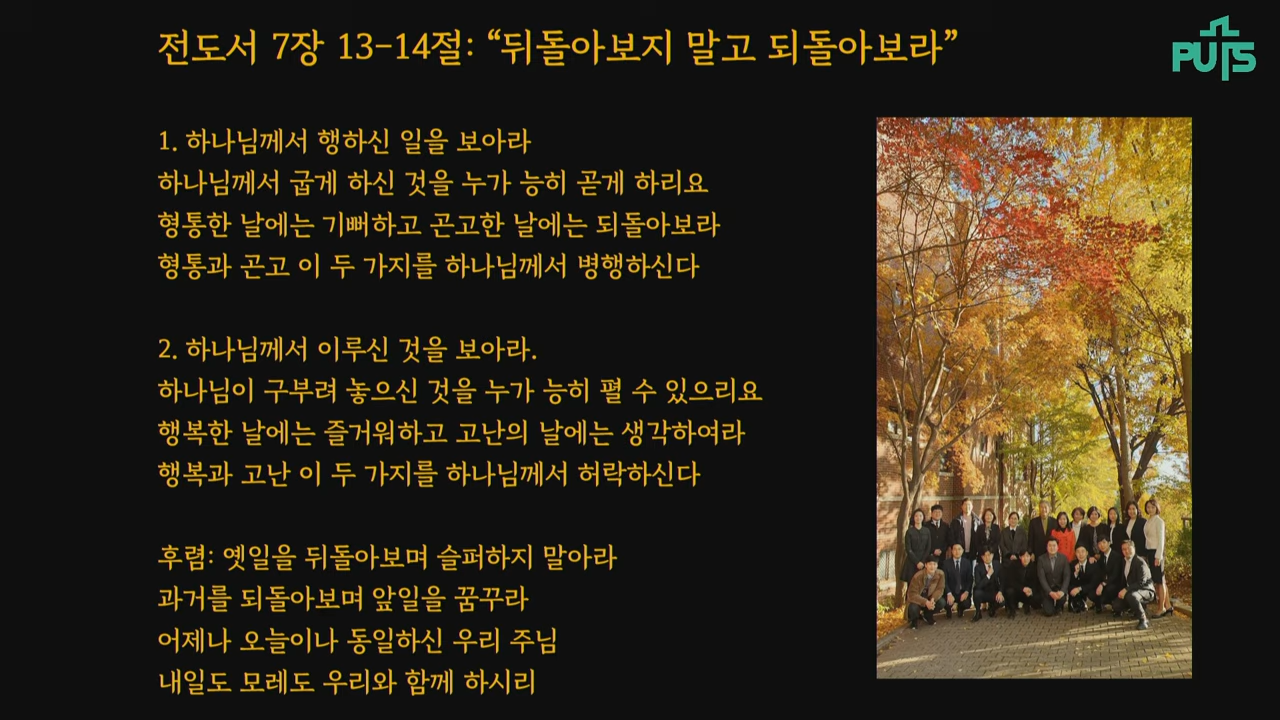 전도서 7장 13-14절: “뒤돌아보지 말고 되돌아보라”
PUTS
1. 하나님께서 행하신 일을 보아라
하나님께서 굽게 하신 것을 누가 능히 곧게 하리요
형통한 날에는 기뻐하고 곤고한 날에는 되돌아보라
형통과 곤고 이 두 가지를 하나님께서 병행하신다
2. 하나님께서 이루신 것을 보아라.
하나님이 구부려 놓으신 것을 누가 능히 펼 수 있으리요
행복한 날에는 즐거워하고 고난의 날에는 생각하여라
행복과 고난 이 두 가지를 하나님께서 허락하신다
후렴: 옛일을 뒤돌아보며 슬퍼하지 말아라
과거를 되돌아보며 앞일을 꿈꾸라
어제나 오늘이나 동일하신 우리 주님
내일도 모레도 우리와 함께 하시리